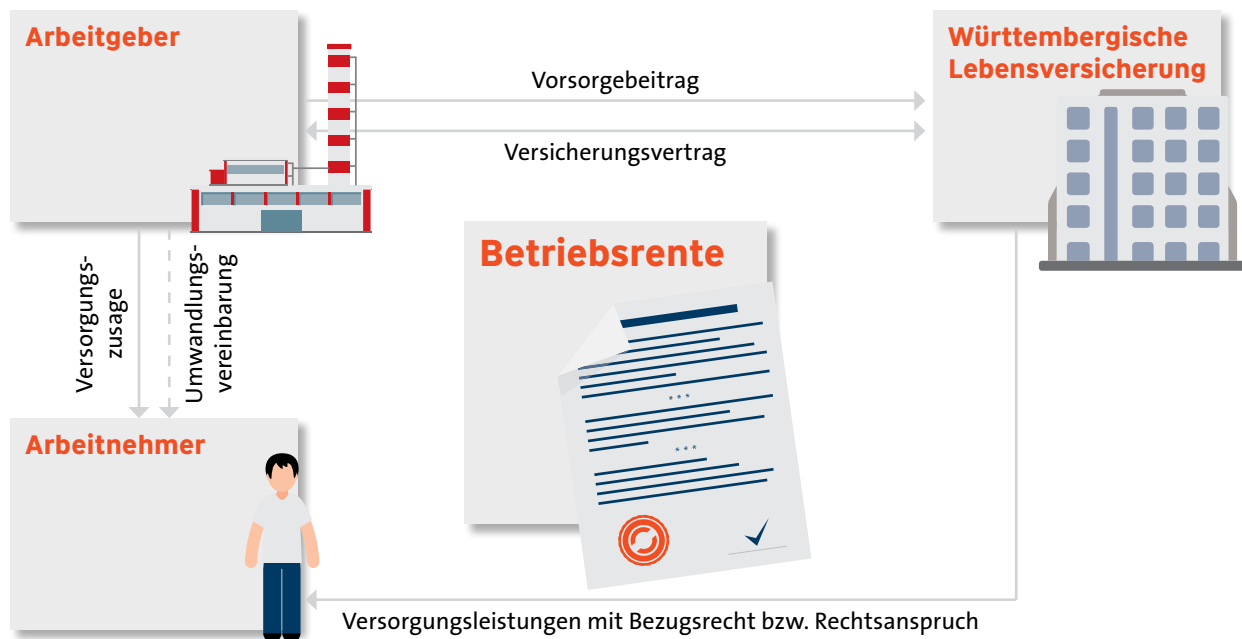 Arbeitgeber
Württembergische
Lebensversicherung
Vorsorgebeitrag
Versicherungsvertrag
Versorgungs-
zusage
Umwandlungs-
vereinbarung
Betriebsrente
* * *
* * *
Arbeitnehmer
Versorgungsleistungen mit Bezugsrecht bzw. Rechtsanspruch